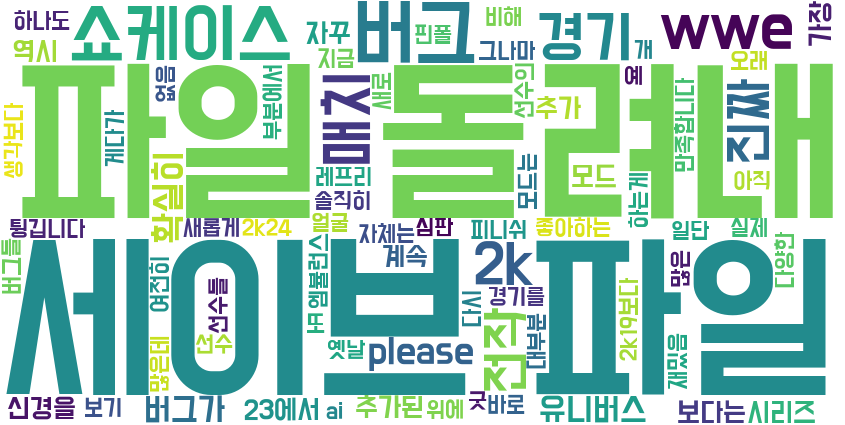 하나도
쇼케이스
자꾸
버그
핀폴
비해
경기
개
wwe
가장
역시
지금
그나마
오래
없음
부분에서
새로
선수의
예
생각보다
게다가
파일 돌려내
매치
추가
만족합니다
진짜
확실히
레프리
솔직히
모드는
모드
하는게
아직
튕깁니다
새롭게
2k24
얼굴
자체는
심판
피니쉬
좋아하는
일단
실제
버그들
여전히
선수들
엠뷸런스
계속
2k
많은
다양한
세이브 파일
또
경기를
다시
대부분
2k19보다
많은데
선수
옛날
please
전작
재밌음
신경을
보기
버그가
23에서
ai
추가된
위에
굿
바로
유니버스
보다는
시리즈